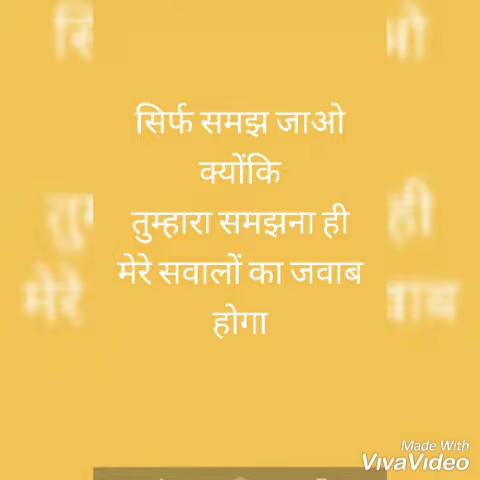 सिर्फ समझ जाओ
क्योंकि
तुम्हारा समझना ही
मेरे सवालों का जवाब
होगा
Made With
VivaVideo